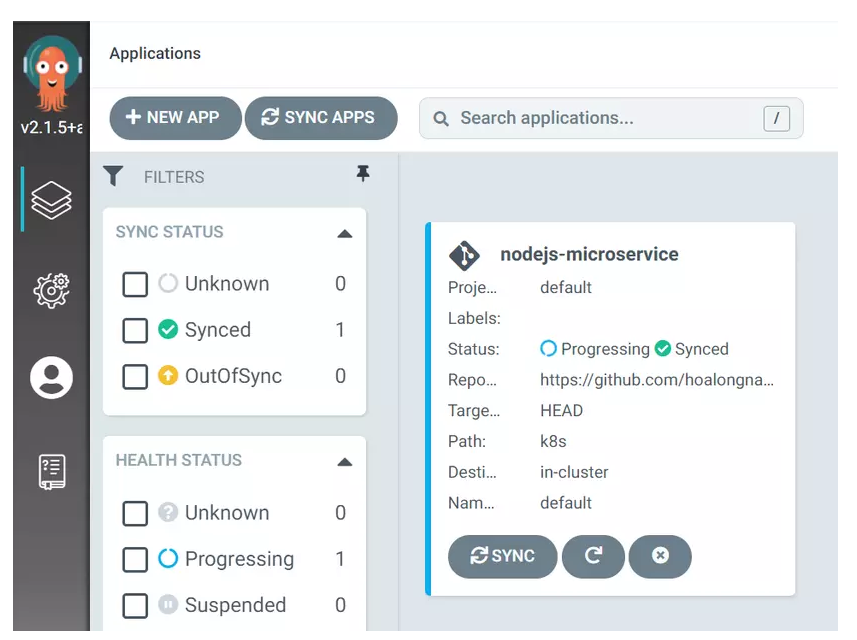 Applications
v2.1.5+a
NEW APP
SYNC APPS
Search applications...
/
FILTERS
SYNC STATUS
Unknown 0
Synced 1
OutOfSync 0
HEALTH STATUS
Unknown 0
Progressing 1
Suspended 0
nodejs-microservice
Proje... default
Labels:
Status: Progressing Synced
Repo... https://github.com/hoalongna...
Targe... HEAD
Path: k8s
Desti... in-cluster
Nam... default
SYNC